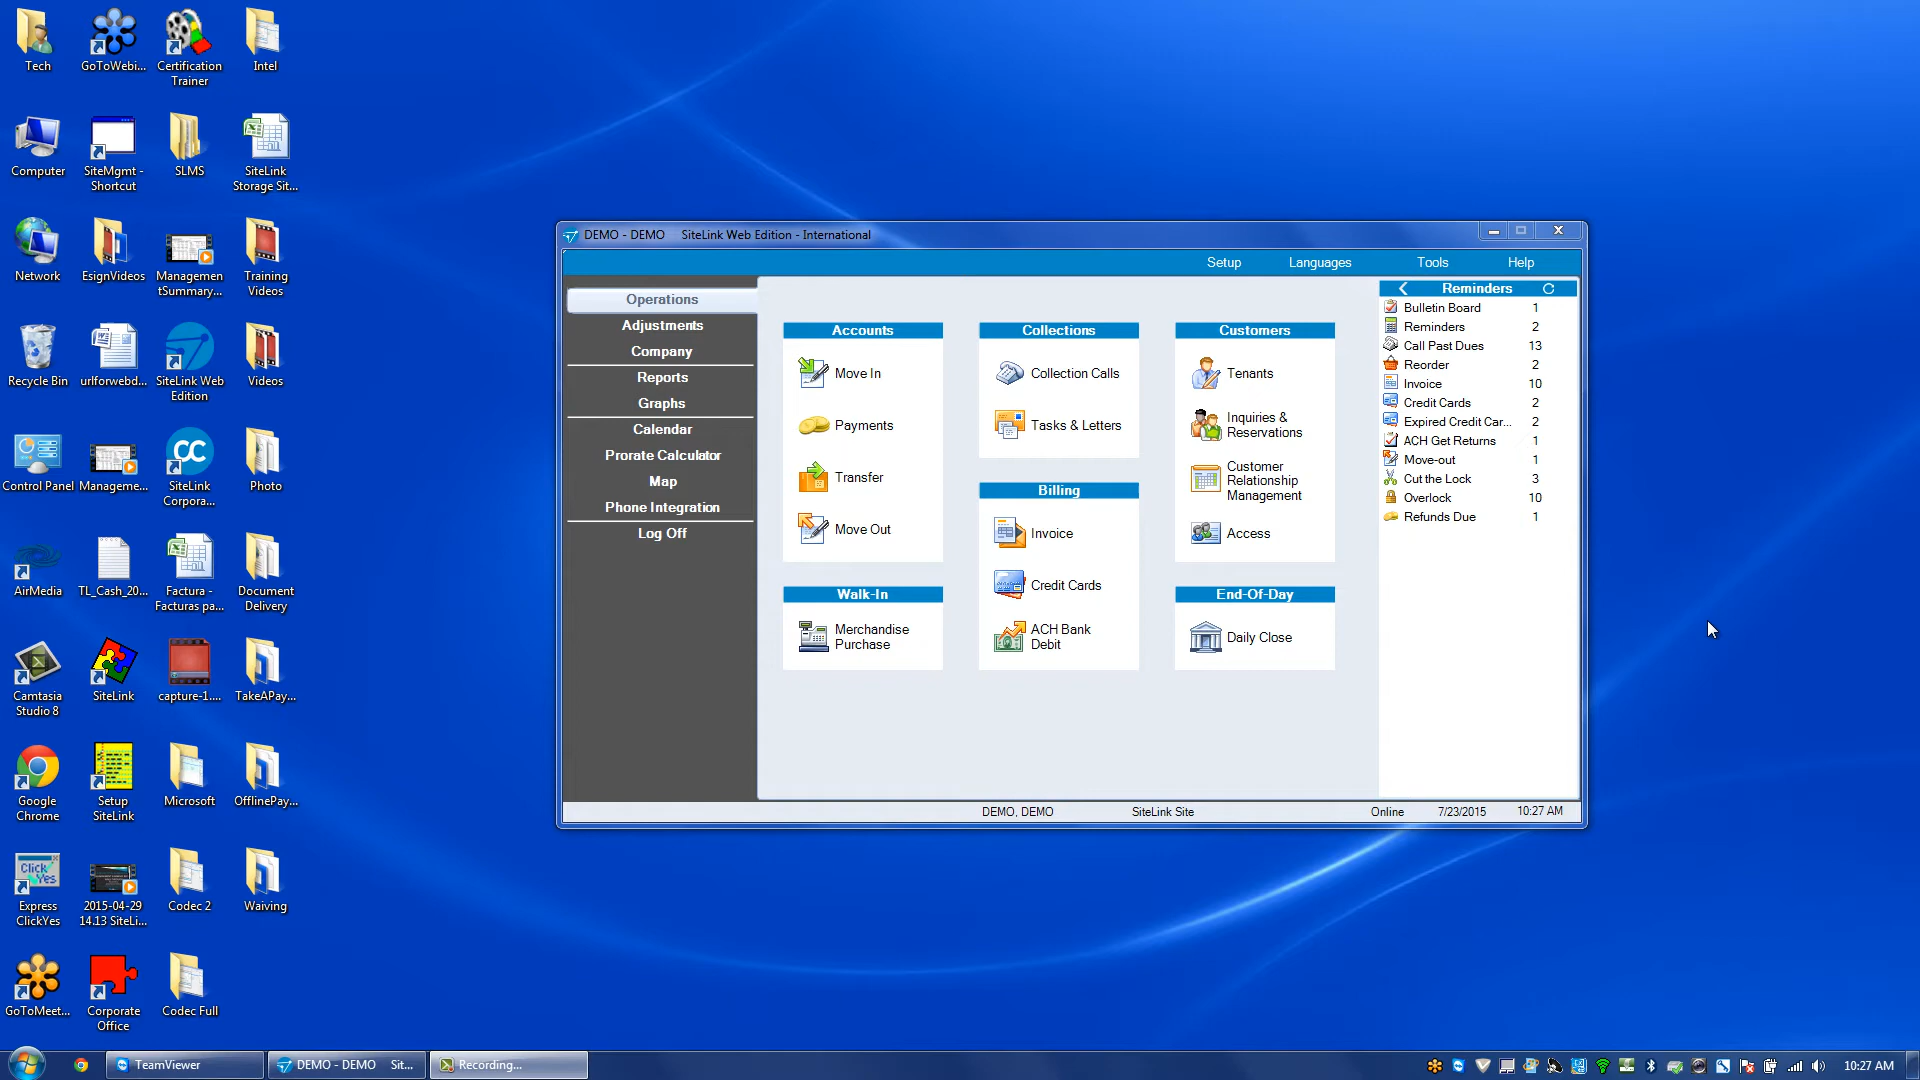 Tech
GoToWebi...
Certification
Trainer
Intel
Computer
SiteMgmt -
Shortcut
SLMS
SiteLink
Storage Sit...
Network
EsignVideos
Managemen
tSummary...
Training
Videos
Recycle Bin
urlforwebd...
SiteLink Web
Edition
Videos
Control Panel
Manageme...
SiteLink
Corpora...
Photo
AirMedia
TL_Cash_20...
Factura -
Facturas pa...
Document
Delivery
Camtasia
Studio 8
SiteLink
capture-1....
TakeAPay...
Google
Chrome
Setup
SiteLink
Microsoft
OfflinePay...
Express
ClickYes
2015-04-29
14.13 SiteLi...
Codec 2
Waiving
GoToMeet...
Corporate
Office
Codec Full
DEMO - DEMO SiteLink Web Edition - International
Setup Languages Tools Help
Operations
Adjustments
Company
Reports
Graphs
Calendar
Prorate Calculator
Map
Phone Integration
Log Off
Accounts
Move In
Payments
Transfer
Move Out
Walk-In
Merchandise
Purchase
Collections
Collection Calls
Tasks & Letters
Billing
Invoice
Credit Cards
ACH Bank
Debit
Customers
Tenants
Inquiries &
Reservations
Customer
Relationship
Management
Access
End-Of-Day
Daily Close
Reminders
Bulletin Board 1
Reminders 2
Call Past Dues 13
Reorder 2
Invoice 10
Credit Cards 2
Expired Credit Car... 2
ACH Get Returns 1
Move-out 1
Cut the Lock 3
Overlock 10
Refunds Due 1
DEMO, DEMO SiteLink Site Online 7/23/2015 10:27 AM
TeamViewer
DEMO - DEMO Sit...
Recording...
10:27 AM